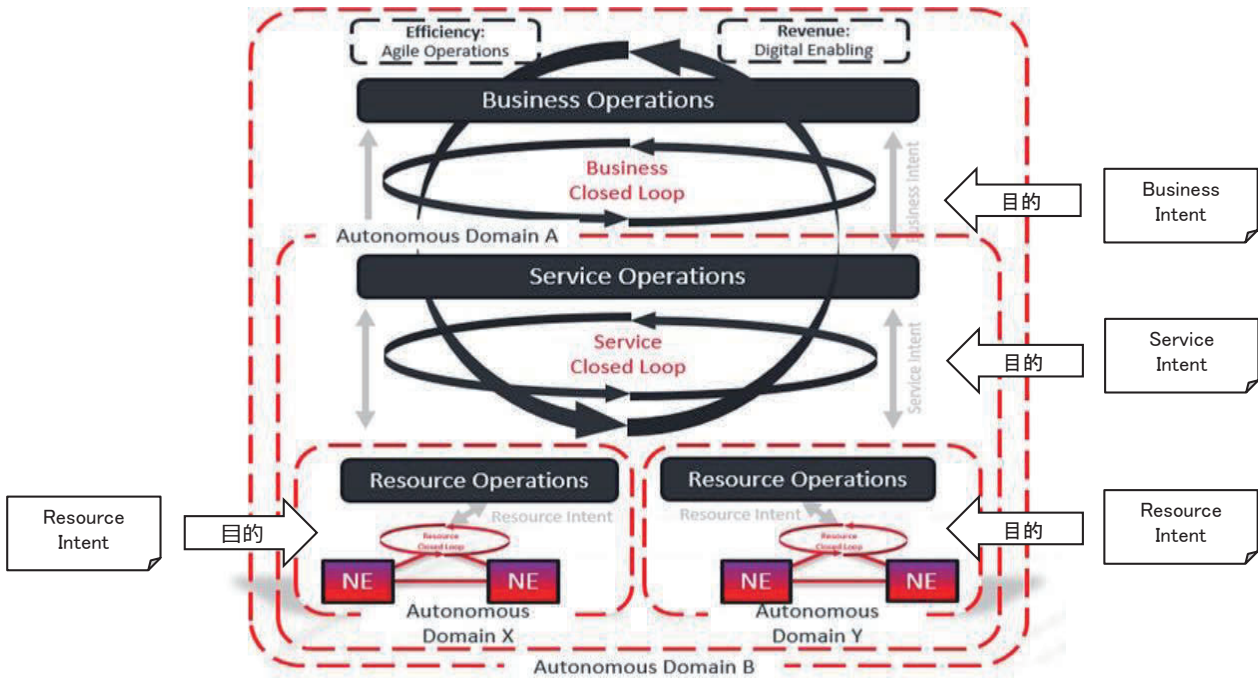 Efficiency:
Agile Operations
Revenue:
Digital Enabling
Business Operations
Business
Closed Loop
Business Intent
目的
Business
Intent
Autonomous Domain A
Service Operations
Service
Closed Loop
Service Intent
目的
Service
Intent
Resource
Intent
目的
Resource Operations
Resource Intent
Resource
Closed Loop
NE
NE
Autonomous
Domain X
Resource Operations
Resource Intent
Resource
Closed Loop
NE
NE
Autonomous
Domain Y
目的
Resource
Intent
Autonomous Domain B